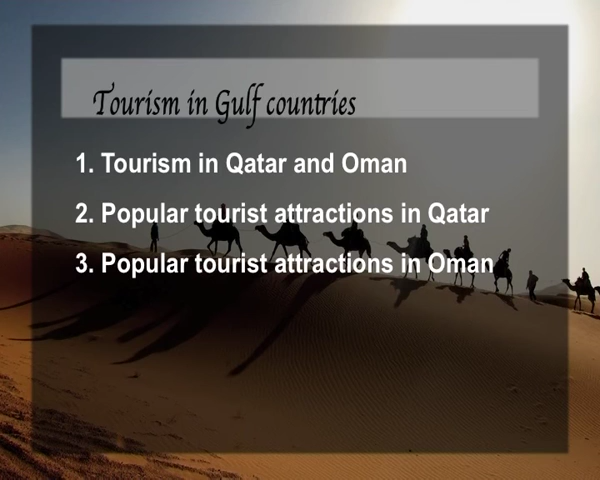 Tourism in Gulf countries
1. Tourism in Qatar and Oman
2. Popular tourist attractions in Qatar
3. Popular tourist attractions in Oman